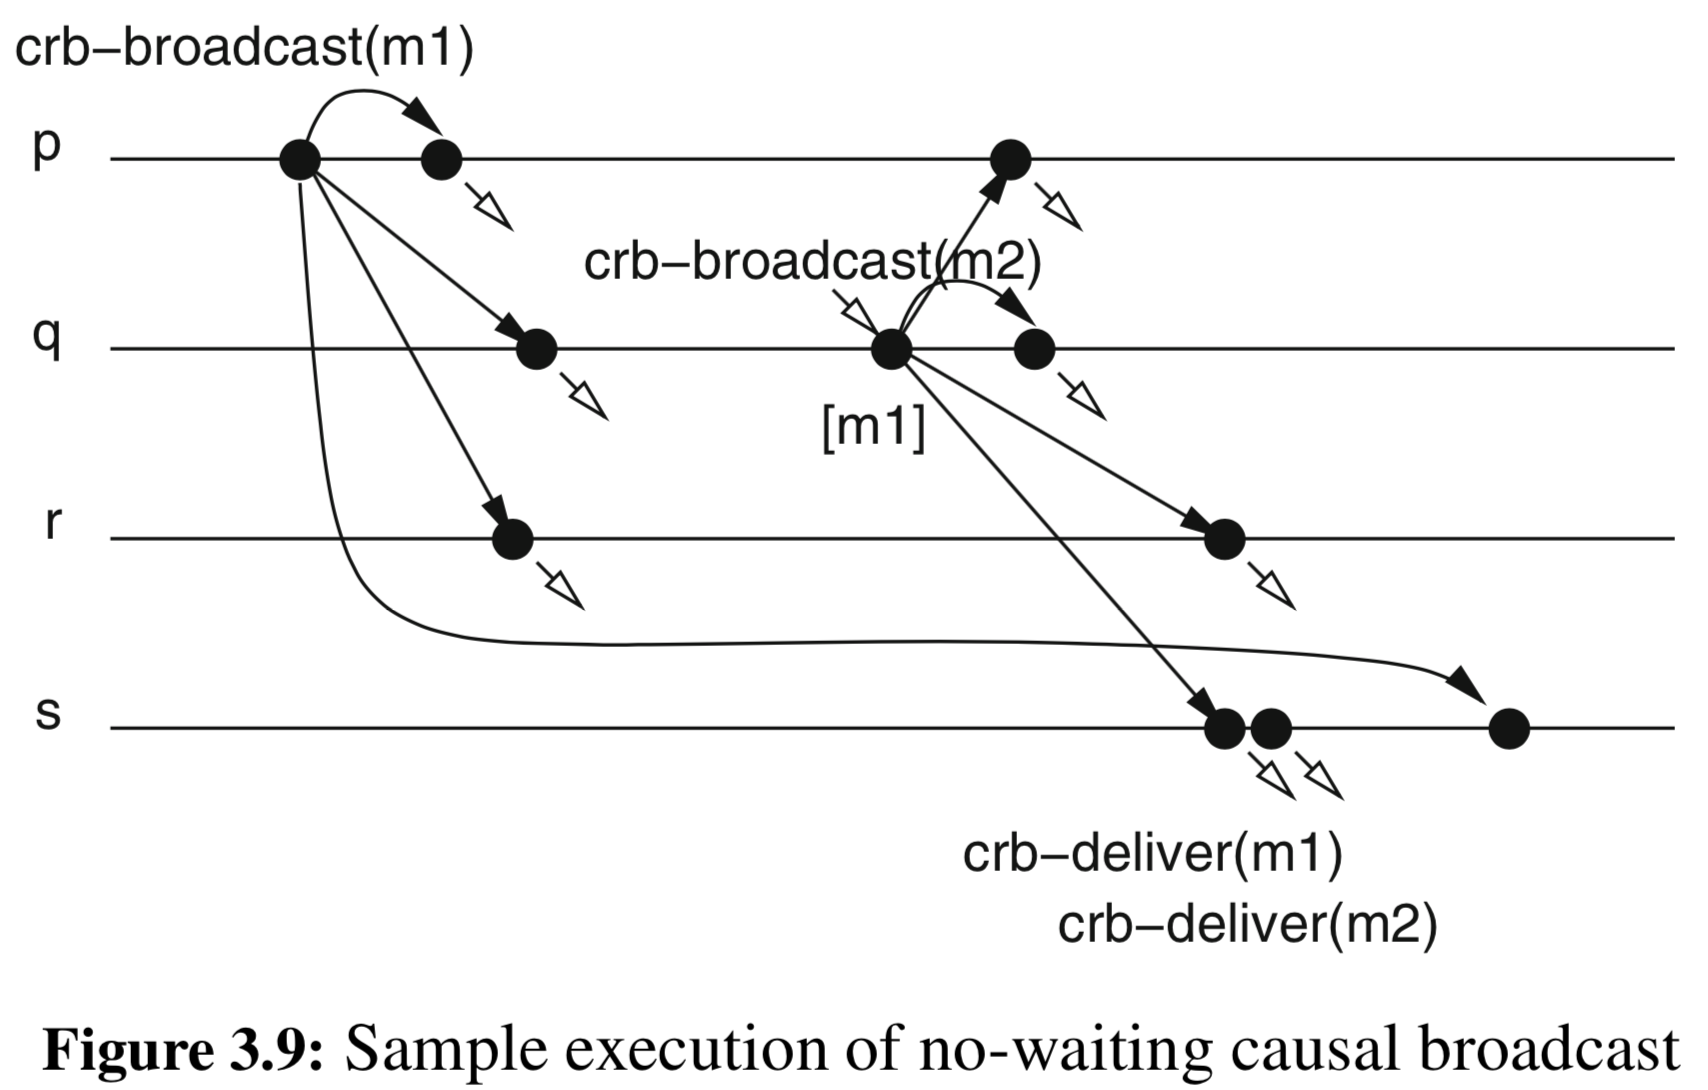 crb–broadcast(m1)
p
crb–broadcast(m2)
q
[m1]
r
s
crb–deliver(m1)
crb–deliver(m2)
Figure 3.9: Sample execution of no-waiting causal broadcast